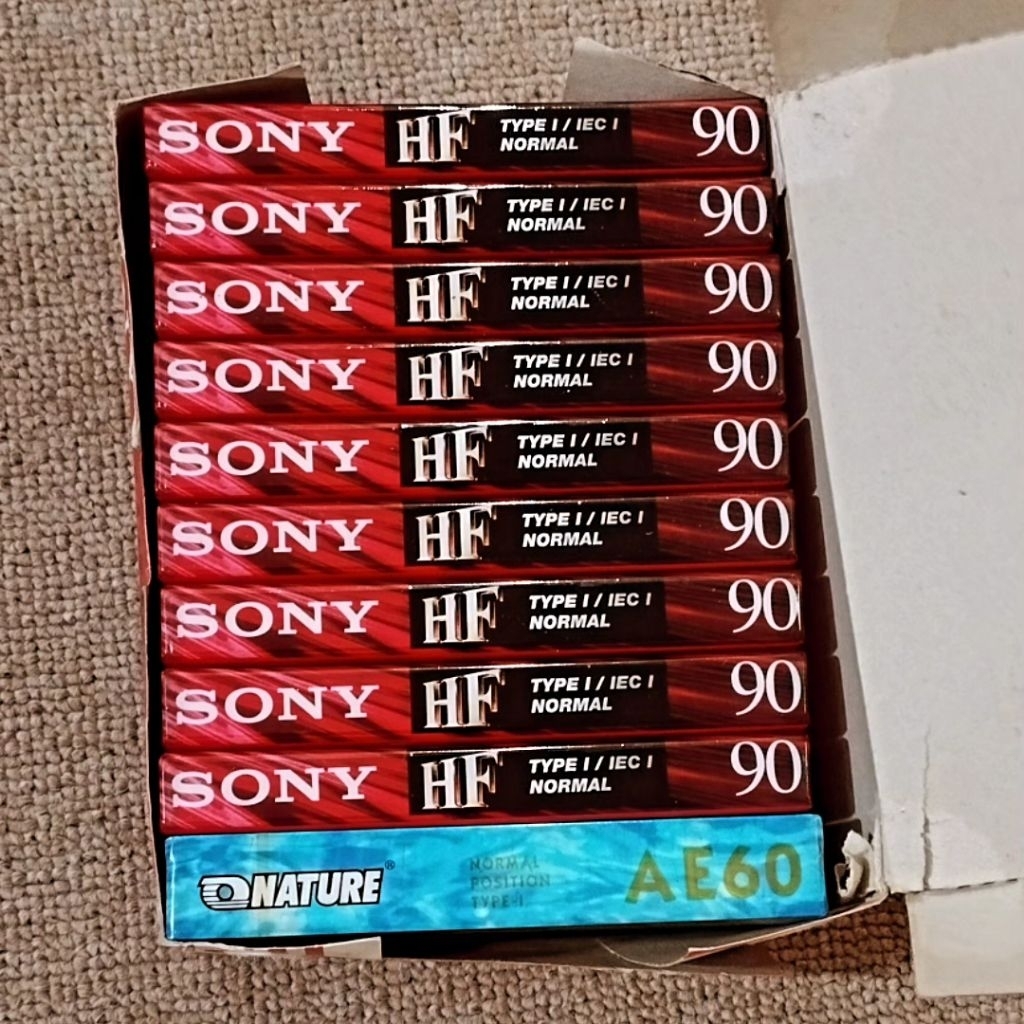 SONY HF TYPE I / IEC I 90
NORMAL
SONY HF TYPE I / IEC I 90
NORMAL
SONY HF TYPE I / IEC I 90
NORMAL
SONY HF TYPE I / IEC I 90
NORMAL
SONY HF TYPE I / IEC I 90
NORMAL
SONY HF TYPE I / IEC I 90
NORMAL
SONY HF TYPE I / IEC I 90
NORMAL
SONY HF TYPE I / IEC I 90
NORMAL
SONY HF TYPE I / IEC I 90
NORMAL
NATURE® NORMAL AE60
POSITION
TYPE-I